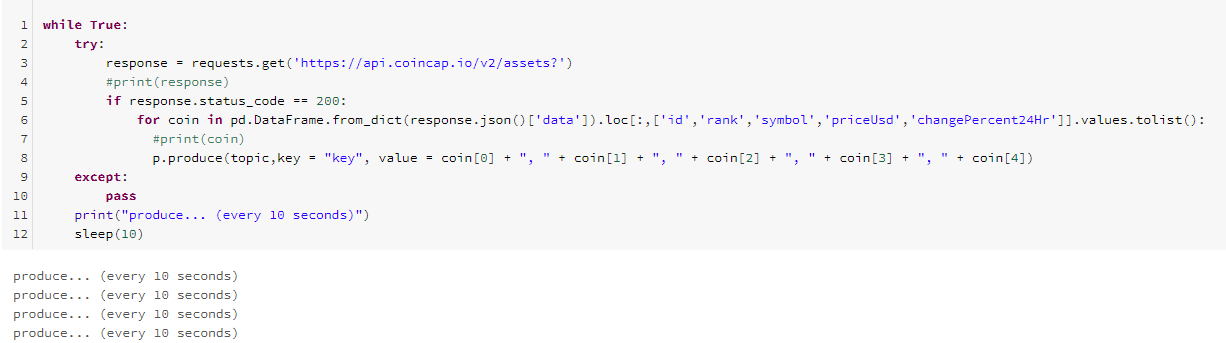 1 while True:
2     try:
3         response = requests.get('https://api.coincap.io/v2/assets?')
4         #print(response)
5         if response.status_code == 200:
6             for coin in pd.DataFrame.from_dict(response.json()['data']).loc[:,['id','rank','symbol','priceUsd','changePercent24Hr']].values.tolist():
7               #print(coin)
8               p.produce(topic,key = "key", value = coin[0] + ", " + coin[1] + ", " + coin[2] + ", " + coin[3] + ", " + coin[4])
9     except:
10         pass
11     print("produce... (every 10 seconds)")
12     sleep(10)
produce... (every 10 seconds)
produce... (every 10 seconds)
produce... (every 10 seconds)
produce... (every 10 seconds)